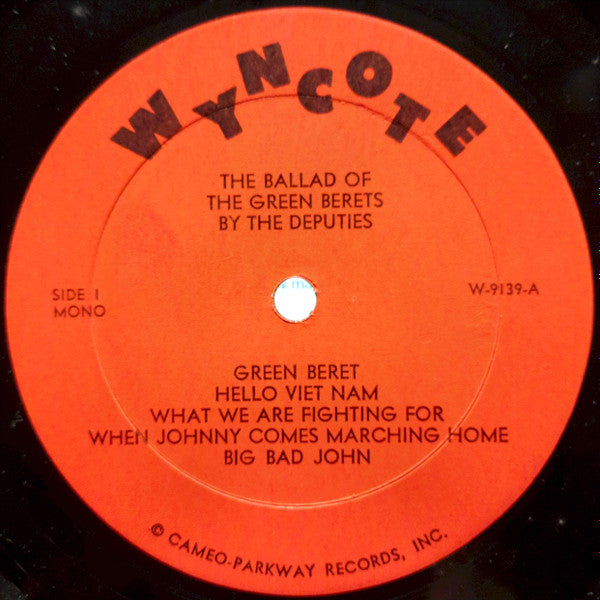 WYNCOTE
THE BALLAD OF
THE GREEN BERETS
BY THE DEPUTIES
SIDE 1
MONO
W-9139-A
GREEN BERET
HELLO VIET NAM
WHAT WE ARE FIGHTING FOR
WHEN JOHNNY COMES MARCHING HOME
BIG BAD JOHN
© CAMEO-PARKWAY RECORDS, INC.